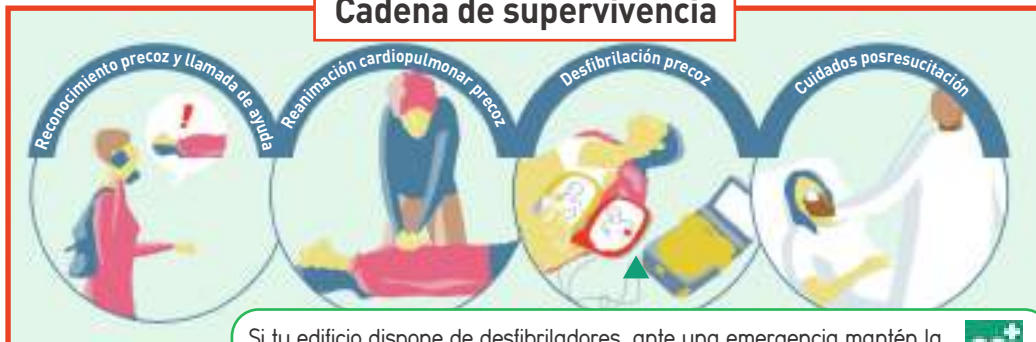 Cadena de supervivencia
Reconocimiento precoz y llamada de ayuda
Reanimación cardiopulmonar precoz
Desfibrilación precoz
Cuidados posresucitación
!
Si tu edificio dispone de desfibriladores, ante una emergencia mantén la